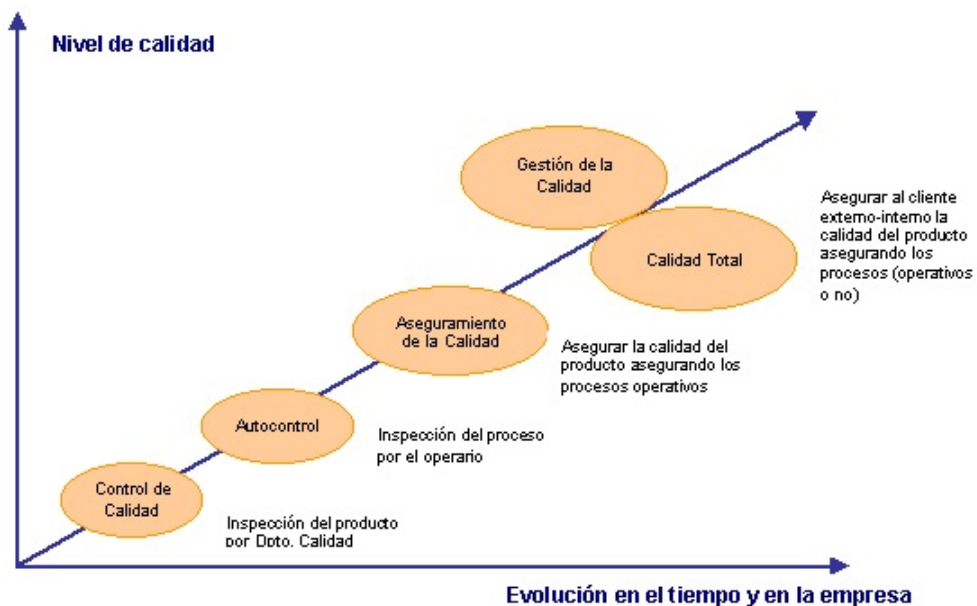 Nivel de calidad
Gestión de la
Calidad
Asegurar al cliente
externo-interno la
calidad del producto
asegurando los
procesos (operativos
o no)
Calidad Total
Aseguramiento
de la Calidad
Asegurar la calidad del
producto asegurando los
procesos operativos
Autocontrol
Inspección del proceso
por el operario
Control de
Calidad
Inspección del producto
por Dpto. Calidad
Evolución en el tiempo y en la empresa